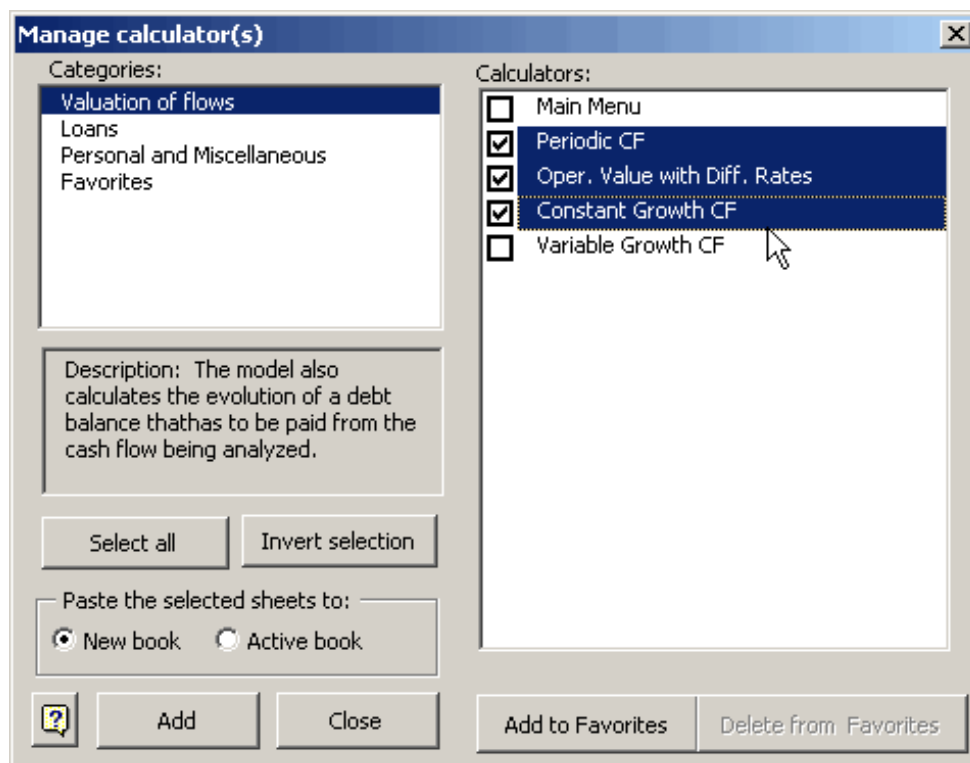 Manage calculator(s)
Categories:
Valuation of flows
Loans
Personal and Miscellaneous
Favorites
Description:  The model also
calculates the evolution of a debt
balance thathas to be paid from the
cash flow being analyzed.
Select all
Invert selection
Paste the selected sheets to:
New book
Active book
Add
Close
Calculators:
Main Menu
Periodic CF
Oper. Value with Diff. Rates
Constant Growth CF
Variable Growth CF
Add to Favorites
Delete from  Favorites